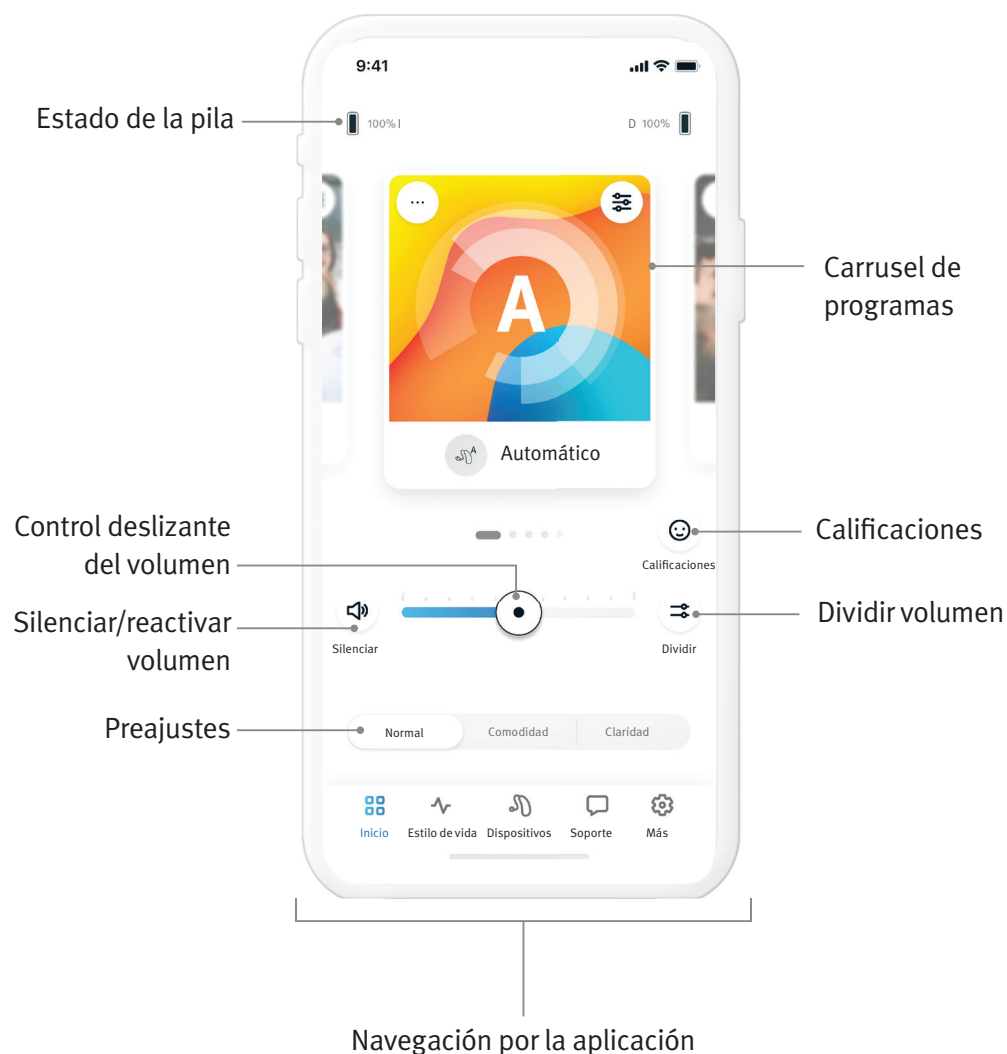 9:41
Estado de la pila
100% I
D 100%
...
A
Carrusel de
programas
A
Automático
Control deslizante
del volumen
Calificaciones
Calificaciones
Silenciar/reactivar
volumen
Silenciar
Dividir
Dividir volumen
Preajustes
Normal
Comodidad
Claridad
Inicio
Estilo de vida
Dispositivos
Soporte
Más
Navegación por la aplicación